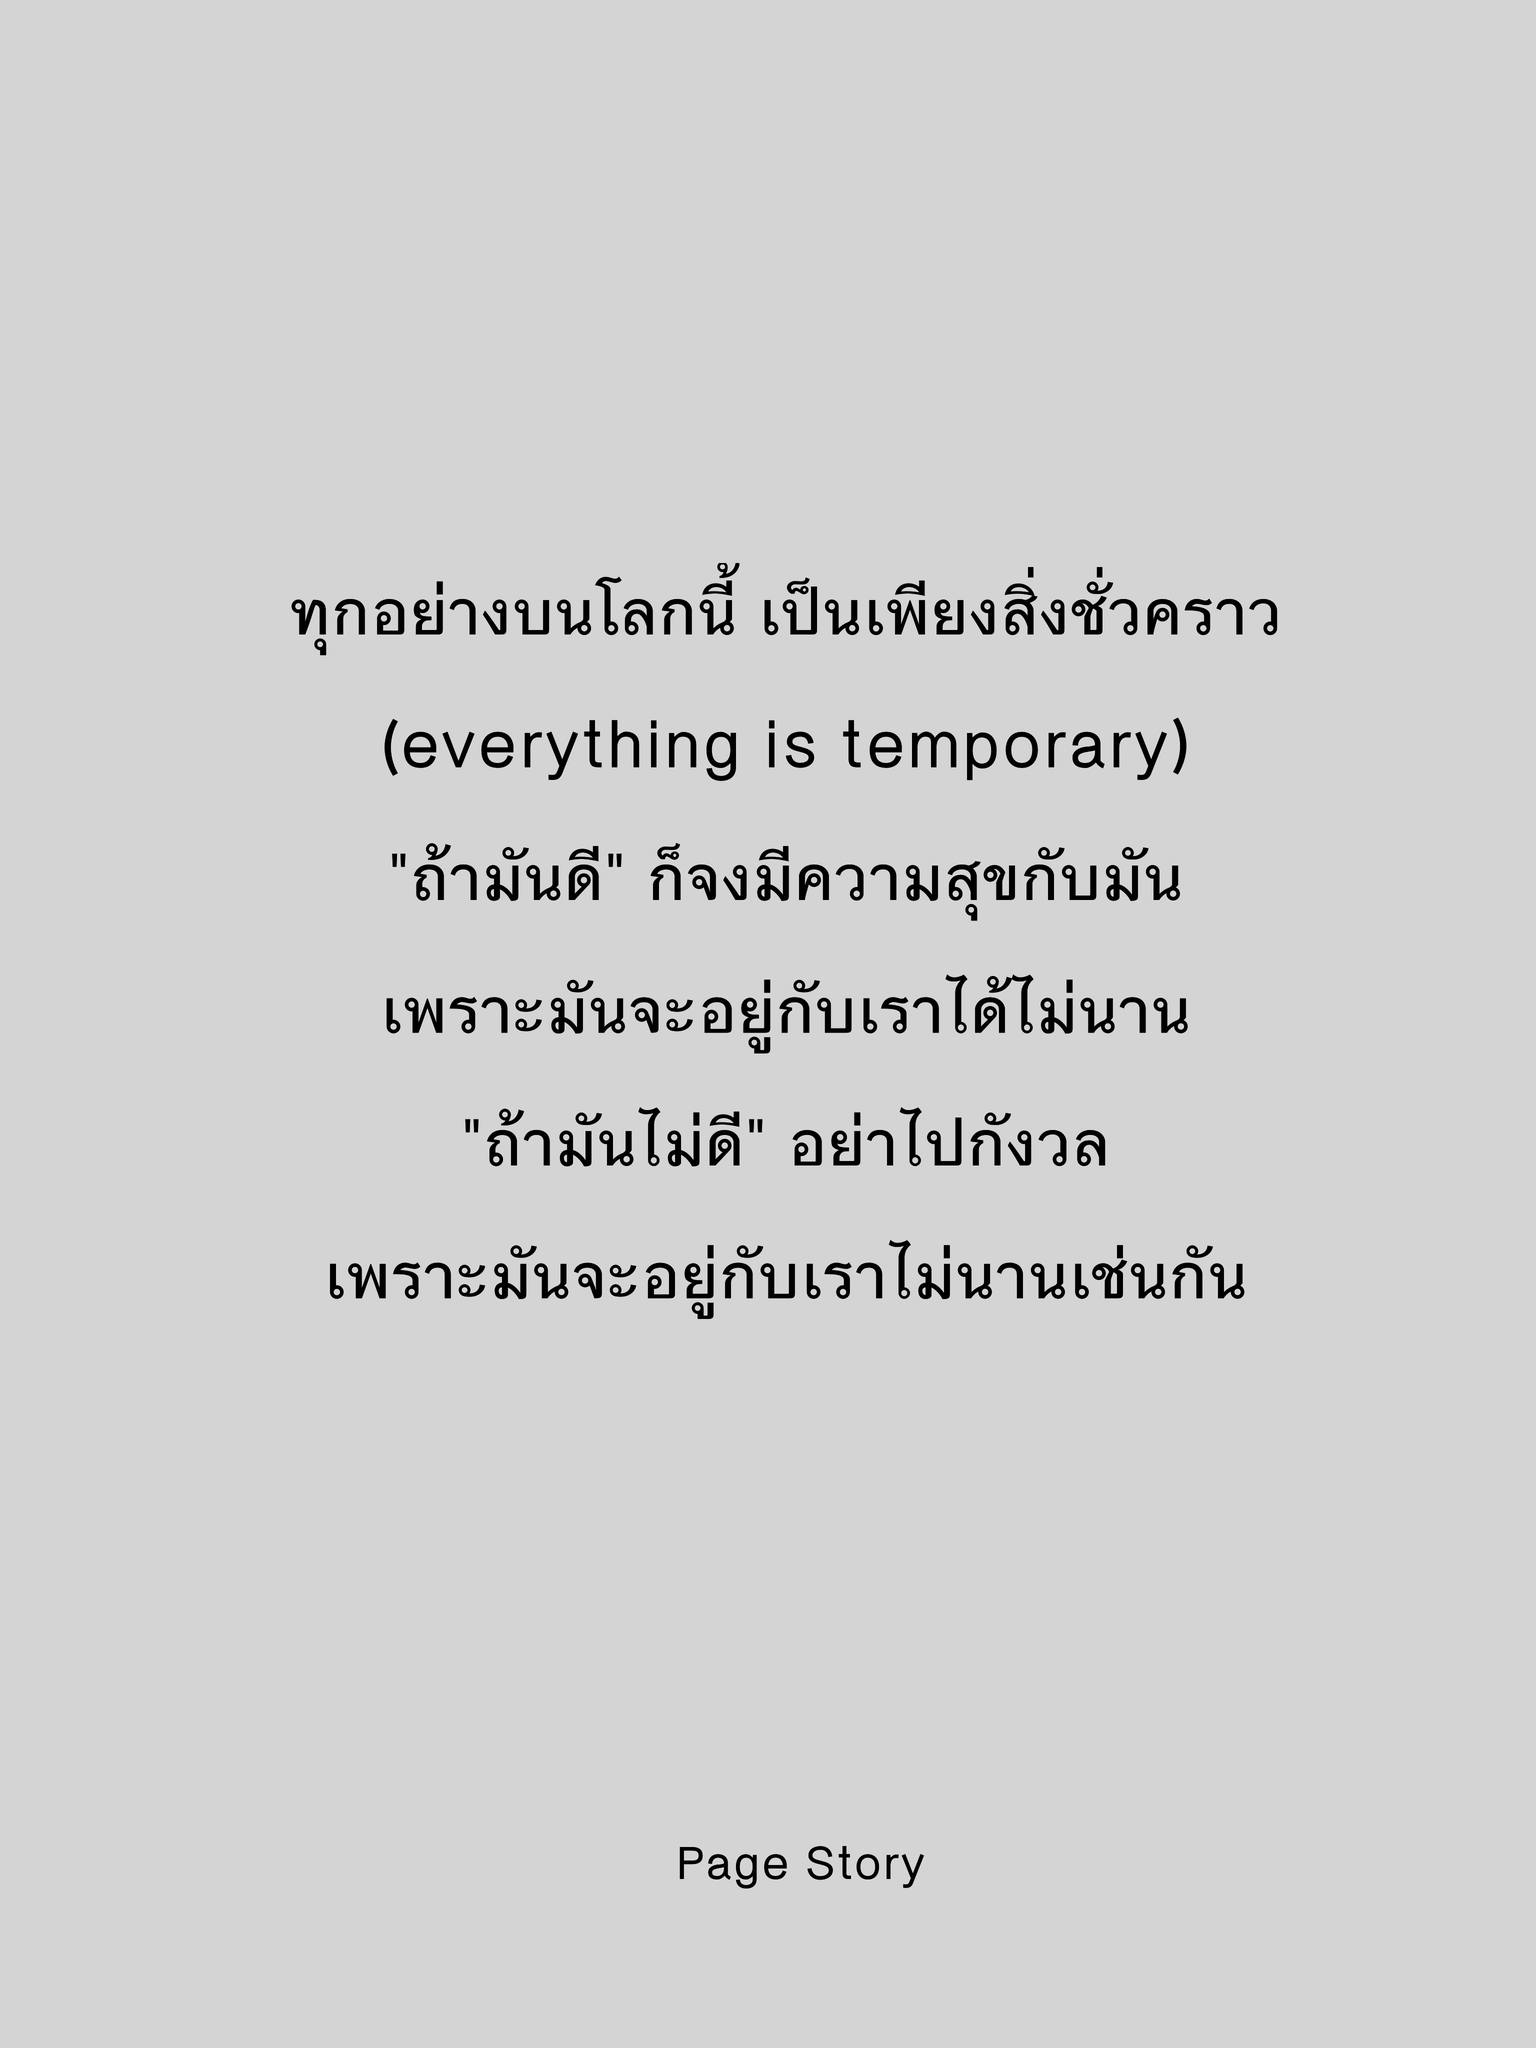 ทุกอย่างบนโลกนี้ เป็นเพียงสิ่งชั่วคราว
(everything is temporary)
"ถ้ามันดี" ก็จงมีความสุขกับมัน
เพราะมันจะอยู่กับเราได้ไม่นาน
"ถ้ามันไม่ดี" อย่าไปกังวล
เพราะมันจะอยู่กับเราไม่นานเช่นกัน
Page Story